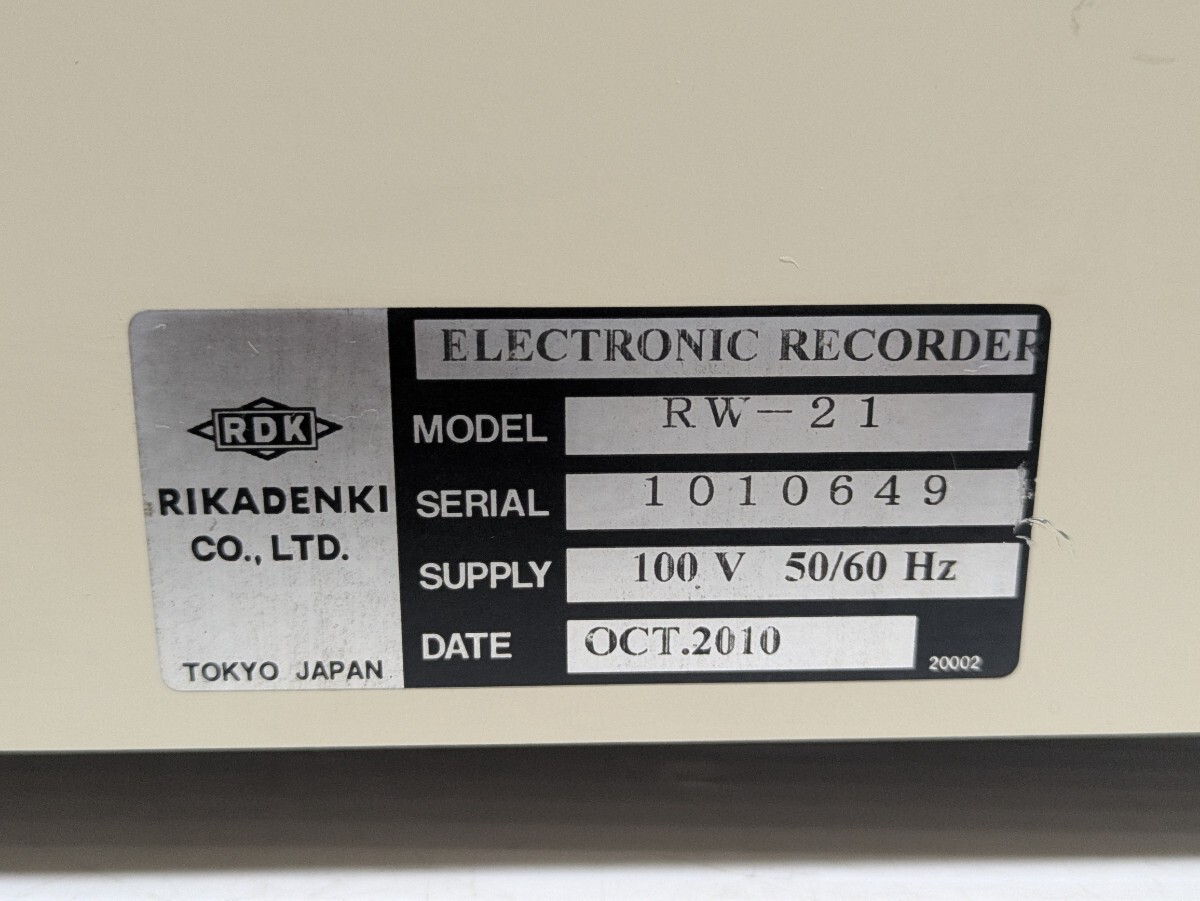 RDK
RIKADENKI
CO., LTD.
TOKYO JAPAN
ELECTRONIC RECORDER
MODEL RW-21
SERIAL 1010649
SUPPLY 100 V 50/60 Hz
DATE OCT.2010
20002